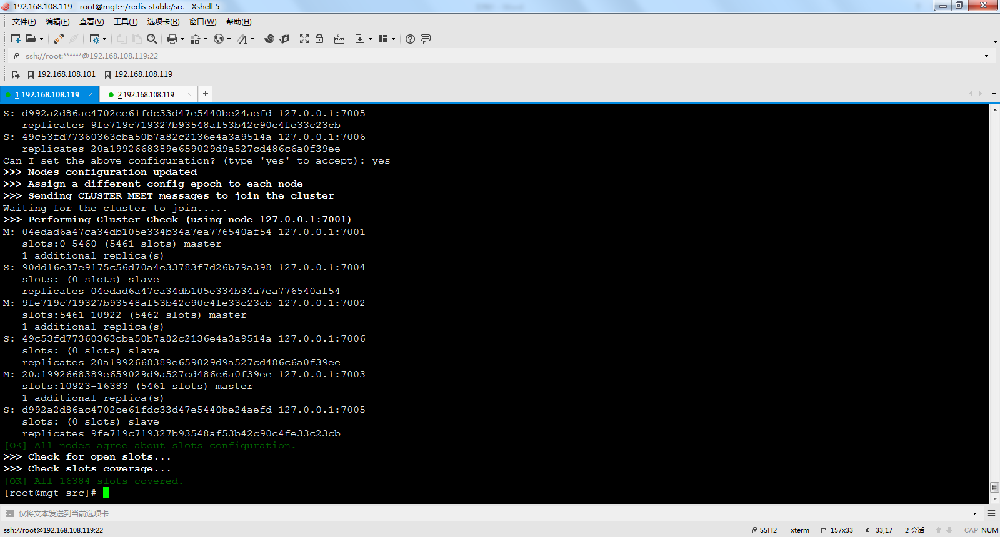 192.168.108.119 - root@mgt:~/redis-stable/src - Xshell 5
文件(F) 编辑(E) 查看(V) 工具(T) 选项卡(B) 窗口(W) 帮助(H)
ssh://root:******@192.168.108.119:22
192.168.108.101 192.168.108.119
1 192.168.108.119 × 2 192.168.108.119 × +
S: d992a2d86ac4702ce61fdc33d47e5440be24aefd 127.0.0.1:7005
replicates 9fe719c719327b93548af53b42c90c4fe33c23cb
S: 49c53fd77360363cba50b7a82c2136e4a3a9514a 127.0.0.1:7006
replicates 20a1992668389e659029d9a527cd486c6a0f39ee
Can I set the above configuration? (type 'yes' to accept): yes
>>> Nodes configuration updated
>>> Assign a different config epoch to each node
>>> Sending CLUSTER MEET messages to join the cluster
Waiting for the cluster to join.....
>>> Performing Cluster Check (using node 127.0.0.1:7001)
M: 04edad6a47ca34db105e334b34a7ea776540af54 127.0.0.1:7001
slots:0-5460 (5461 slots) master
1 additional replica(s)
S: 90dd16e37e9175c56d70a4e33783f7d26b79a398 127.0.0.1:7004
slots: (0 slots) slave
replicates 04edad6a47ca34db105e334b34a7ea776540af54
M: 9fe719c719327b93548af53b42c90c4fe33c23cb 127.0.0.1:7002
slots:5461-10922 (5462 slots) master
1 additional replica(s)
S: 49c53fd77360363cba50b7a82c2136e4a3a9514a 127.0.0.1:7006
slots: (0 slots) slave
replicates 20a1992668389e659029d9a527cd486c6a0f39ee
M: 20a1992668389e659029d9a527cd486c6a0f39ee 127.0.0.1:7003
slots:10923-16383 (5461 slots) master
1 additional replica(s)
S: d992a2d86ac4702ce61fdc33d47e5440be24aefd 127.0.0.1:7005
slots: (0 slots) slave
replicates 9fe719c719327b93548af53b42c90c4fe33c23cb
[OK] All nodes agree about slots configuration.
>>> Check for open slots...
>>> Check slots coverage...
[OK] All 16384 slots covered.
[root@mgt src]#
仅将文本发送到当前选项卡
ssh://root@192.168.108.119:22 SSH2 xterm 157x33 33,17 2 会话 CAP NUM